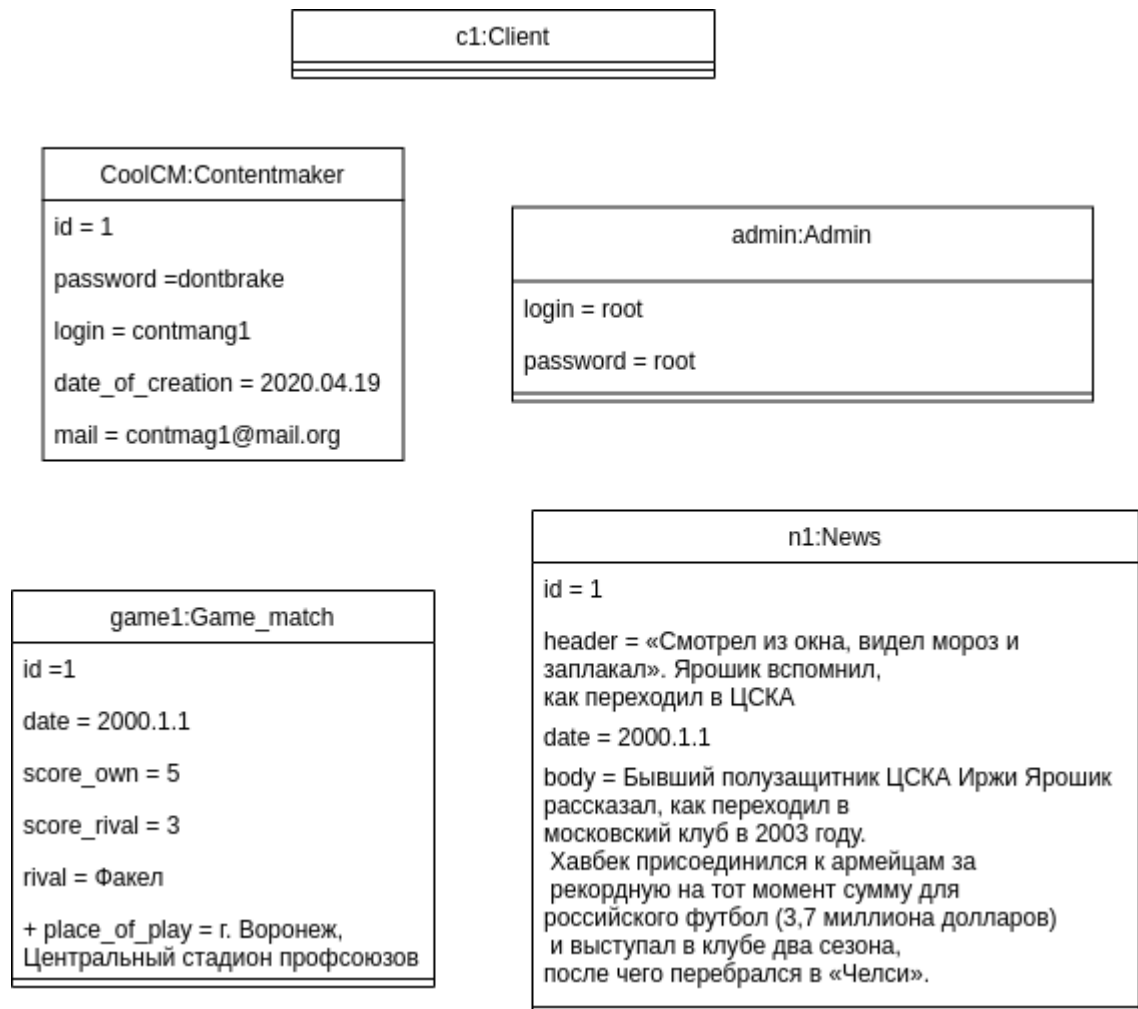 c1:Client
CoolCM:Contentmaker
id = 1
password =dontbrake
login = contmang1
date_of_creation = 2020.04.19
mail = contmag1@mail.org
admin:Admin
login = root
password = root
game1:Game_match
id =1
date = 2000.1.1
score_own = 5
score_rival = 3
rival = Факел
+ place_of_play = г. Воронеж,
Центральный стадион профсоюзов
n1:News
id = 1
header = «Смотрел из окна, видел мороз и
заплакал». Ярошик вспомнил,
как переходил в ЦСКА
date = 2000.1.1
body = Бывший полузащитник ЦСКА Иржи Ярошик
рассказал, как переходил в
московский клуб в 2003 году.
Хавбек присоединился к армейцам за
рекордную на тот момент сумму для
российского футбол (3,7 миллиона долларов)
и выступал в клубе два сезона,
после чего перебрался в «Челси».